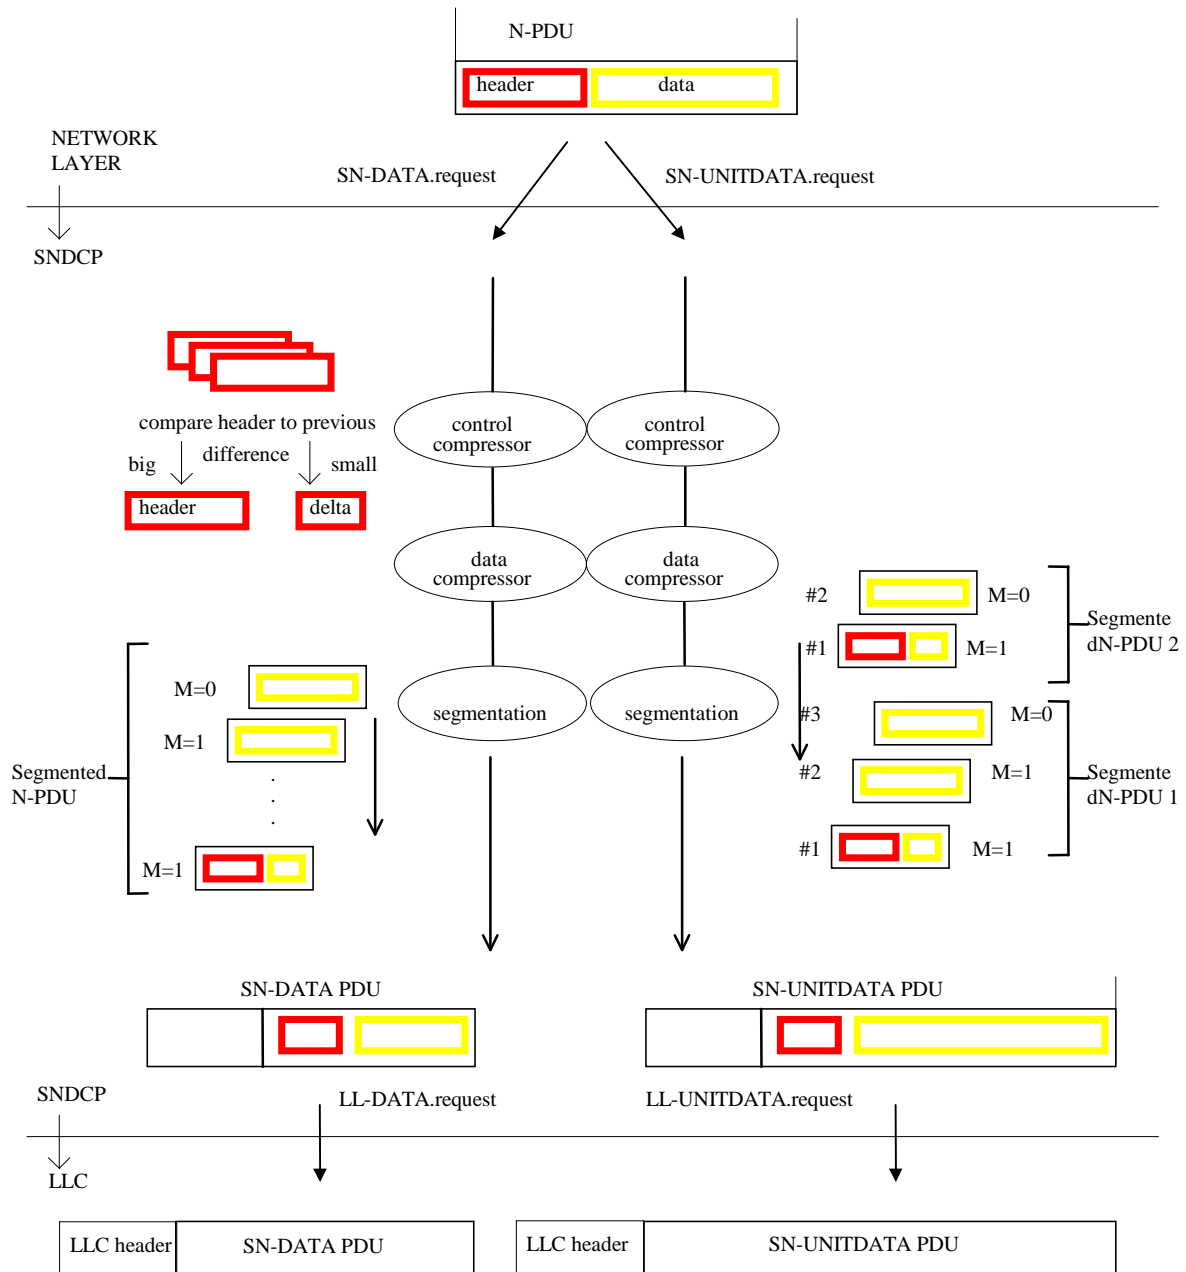 N-PDU
header data
NETWORK
LAYER
SN-DATA.request SN-UNITDATA.request
SNDCP
compare header to previous
difference
big small
header delta
control
compressor
control
compressor
data
compressor
data
compressor
segmentation segmentation
M=0
M=1
.
.
.
M=1
Segmented
N-PDU
#2 M=0
#1 M=1
Segmente
dN-PDU 2
#3 M=0
#2 M=1
#1 M=1
Segmente
dN-PDU 1
SN-DATA PDU SN-UNITDATA PDU
SNDCP
LL-DATA.request LL-UNITDATA.request
LLC
LLC header SN-DATA PDU LLC header SN-UNITDATA PDU